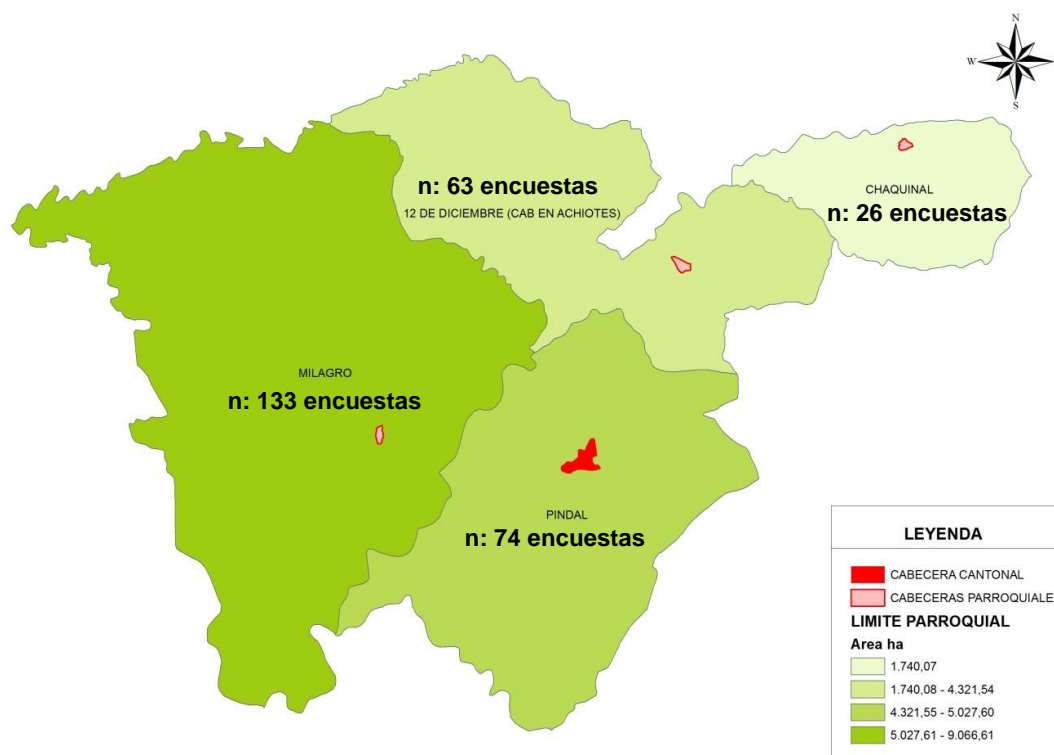 N
W
S
n: 63 encuestas
12 DE DICIEMBRE (CAB EN ACHIOTES)
CHAQUINAL
n: 26 encuestas
MILAGRO
n: 133 encuestas
PINDAL
n: 74 encuestas
LEYENDA
CABECERA CANTONAL
CABECERAS PARROQUIALE
LIMITE PARROQUIAL
Area ha
1.740,07
1.740,08 - 4.321,54
4.321,55 - 5.027,60
5.027,61 - 9.066,61